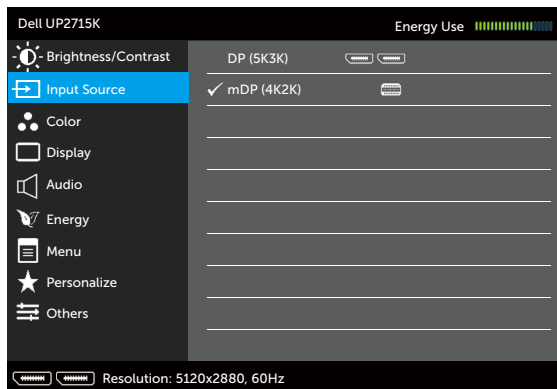 Dell UP2715K
Energy Use
Brightness/Contrast
DP (5K3K)
Input Source
mDP (4K2K)
Color
Display
Audio
Energy
Menu
Personalize
Others
Resolution: 5120x2880, 60Hz